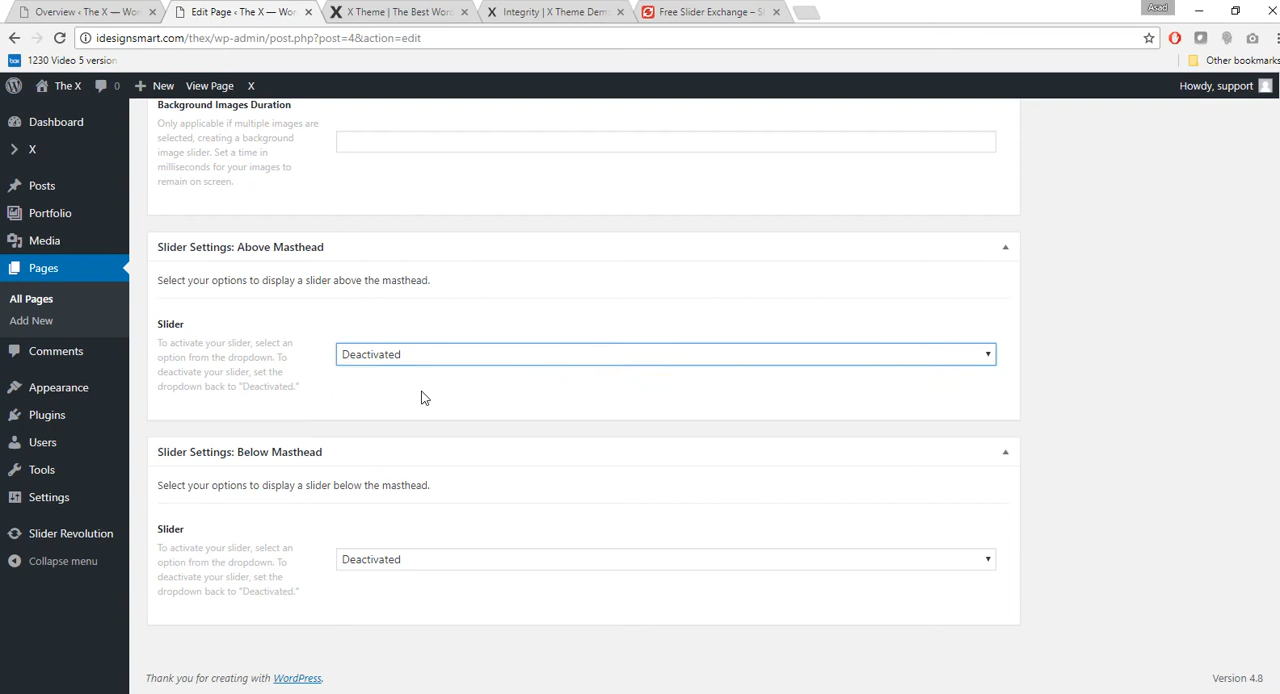 Overview ‹ The X — Wor
Edit Page ‹ The X — Wor
X Theme | The Best Wor
Integrity | X Theme Dem
Free Slider Exchange – S
Asad
idesignsmart.com/thex/wp-admin/post.php?post=4&action=edit
box
1230 Video 5 version
Other bookmarks
The X
0
New
View Page
X
Howdy, support
Dashboard
X
Posts
Portfolio
Media
Pages
All Pages
Add New
Comments
Appearance
Plugins
Users
Tools
Settings
Slider Revolution
Collapse menu
Background Images Duration
Only applicable if multiple images are
selected, creating a background
image slider. Set a time in
milliseconds for your images to
remain on screen.
Slider Settings: Above Masthead
Select your options to display a slider above the masthead.
Slider
To activate your slider, select an
option from the dropdown. To
deactivate your slider, set the
dropdown back to "Deactivated."
Deactivated
Slider Settings: Below Masthead
Select your options to display a slider below the masthead.
Slider
To activate your slider, select an
option from the dropdown. To
deactivate your slider, set the
dropdown back to "Deactivated."
Deactivated
Thank you for creating with WordPress.
Version 4.8